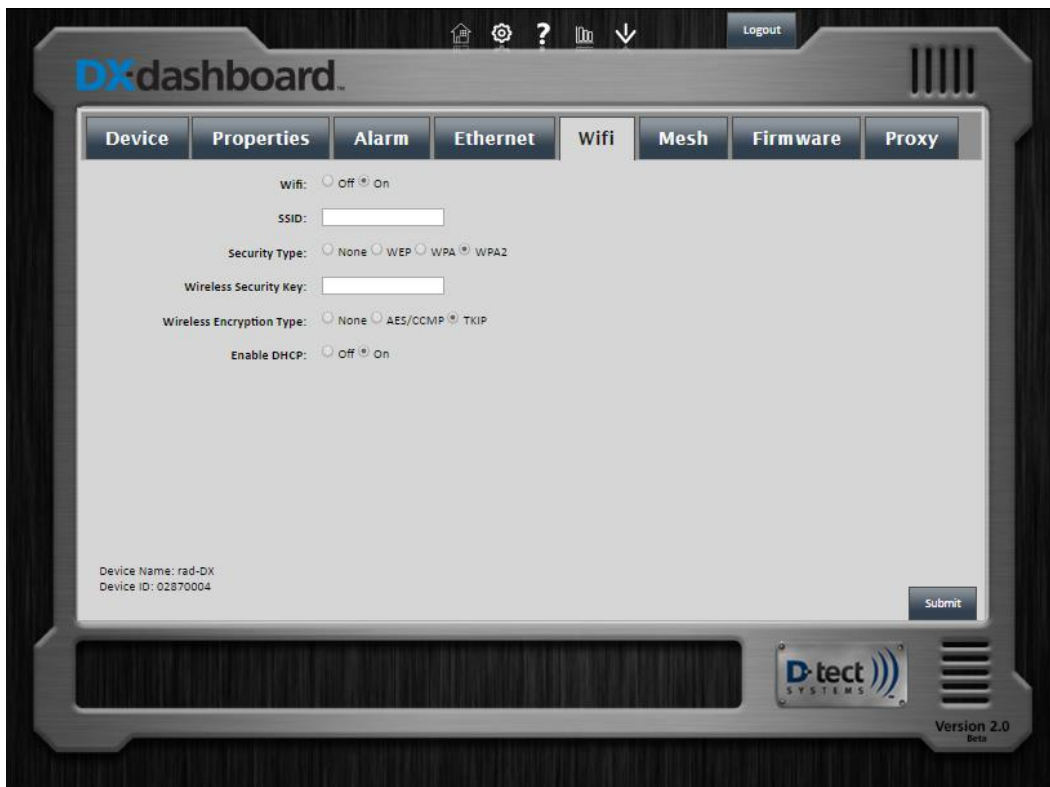 Logout
DX-dashboard™
Device Properties Alarm Ethernet Wifi Mesh Firmware Proxy
Wifi: Off On
SSID:
Security Type: None WEP WPA WPA2
Wireless Security Key:
Wireless Encryption Type: None AES/CCMP TKIP
Enable DHCP: Off On
Device Name: rad-DX
Device ID: 02870004
Submit
D-tect
SYSTEMS
Version 2.0
Beta